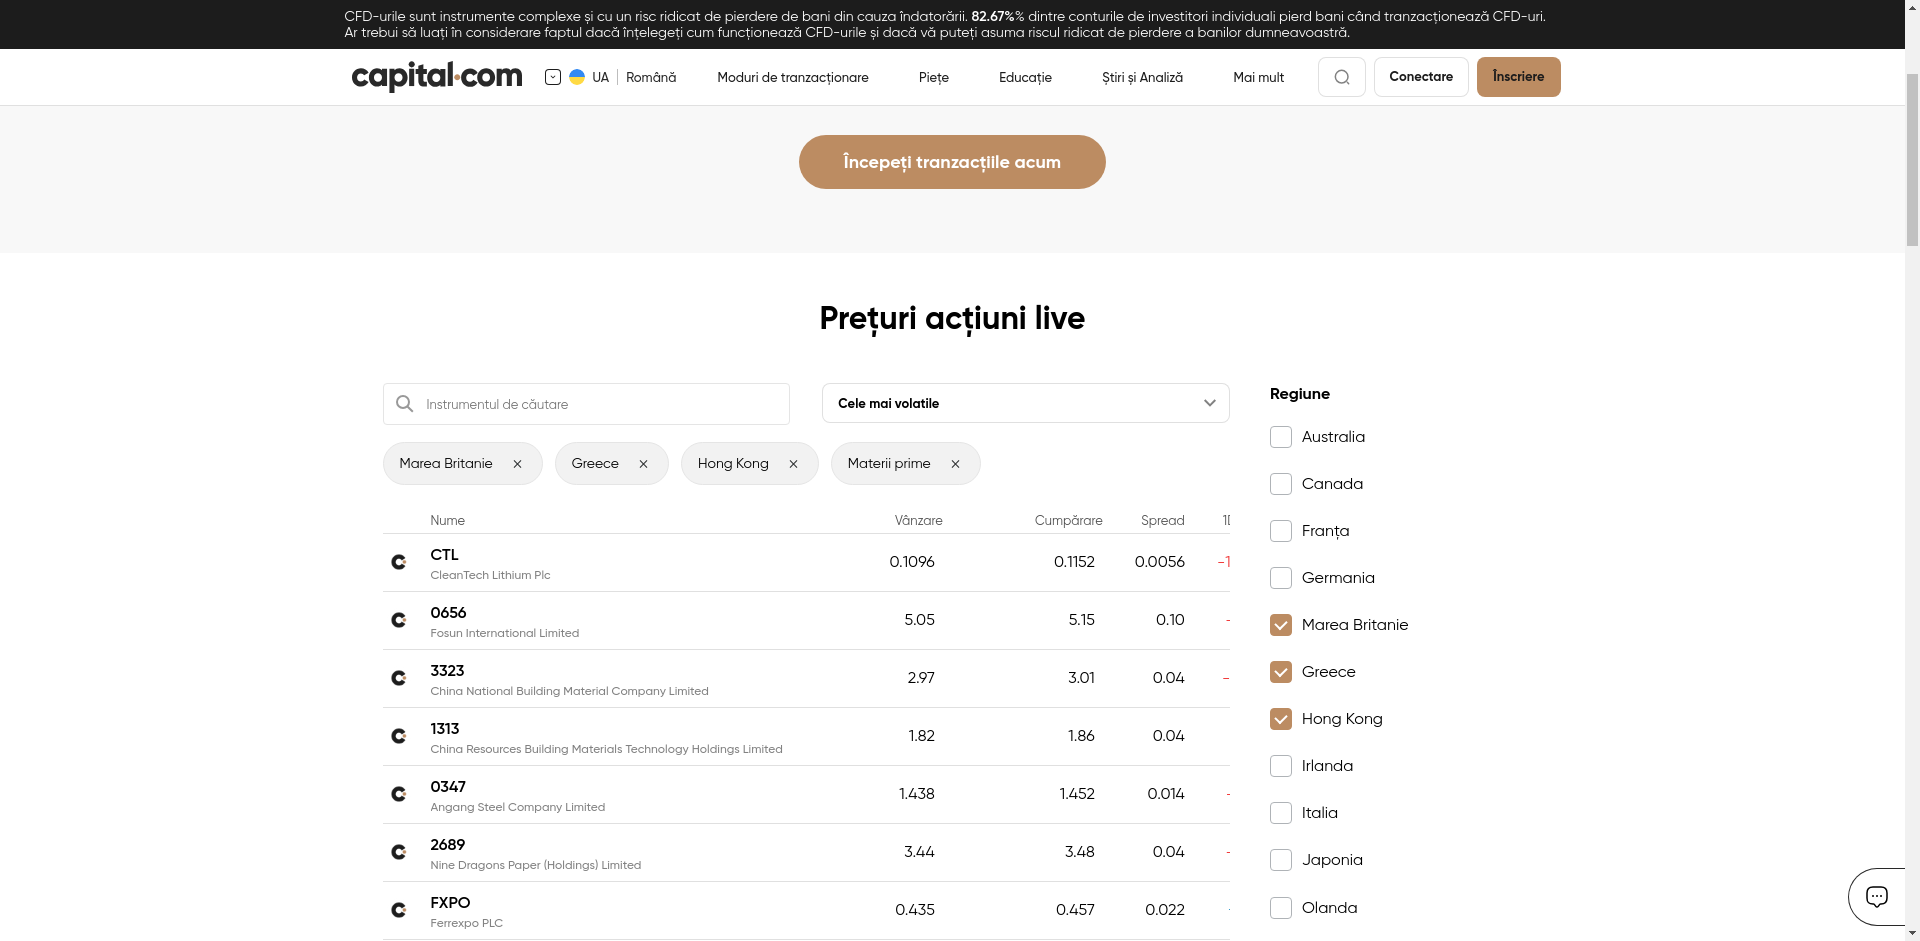 CFD-urile sunt instrumente complexe și cu un risc ridicat de pierdere de bani din cauza îndatorării. 82.67%% dintre conturile de investitori individuali pierd bani când tranzacționează CFD-uri.
Ar trebui să luați în considerare faptul dacă înțelegeți cum funcționează CFD-urile și dacă vă puteți asuma riscul ridicat de pierdere a banilor dumneavoastră.
capital.com UA Română Moduri de tranzacționare Piețe Educație Știri și Analiză Mai mult Conectare Înscriere
Începeți tranzacțiile acum
Prețuri acțiuni live
Instrumentul de căutare Cele mai volatile
Marea Britanie Greece Hong Kong Materii prime
Nume Vânzare Cumpărare Spread
CTL
CleanTech Lithium Plc
0.1096 0.1152 0.0056 -1
0656
Fosun International Limited
5.05 5.15 0.10 -
3323
China National Building Material Company Limited
2.97 3.01 0.04 -
1313
China Resources Building Materials Technology Holdings Limited
1.82 1.86 0.04
0347
Angang Steel Company Limited
1.438 1.452 0.014 -
2689
Nine Dragons Paper (Holdings) Limited
3.44 3.48 0.04 -
FXPO
Ferrexpo PLC
0.435 0.457 0.022
Regiune
Australia
Canada
Franța
Germania
Marea Britanie
Greece
Hong Kong
Irlanda
Italia
Japonia
Olanda